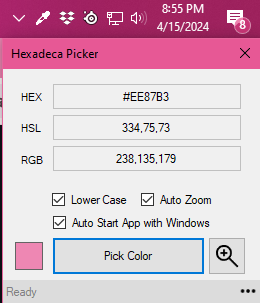 8:55 PM
4/15/2024
8
Hexadeca Picker
HEX #EE87B3
HSL 334,75,73
RGB 238,135,179
Lower Case Auto Zoom
Auto Start App with Windows
Pick Color
Ready